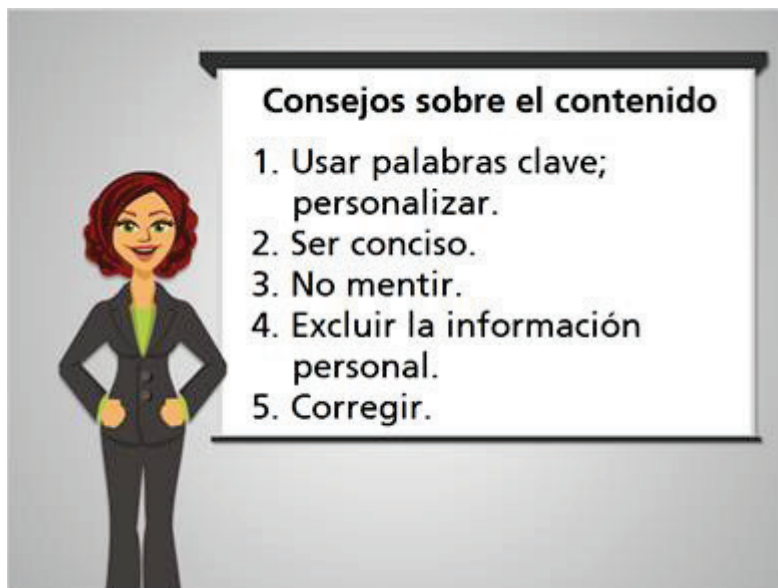 Consejos sobre el contenido
1. Usar palabras clave;
personalizar.
2. Ser conciso.
3. No mentir.
4. Excluir la información
personal.
5. Corregir.